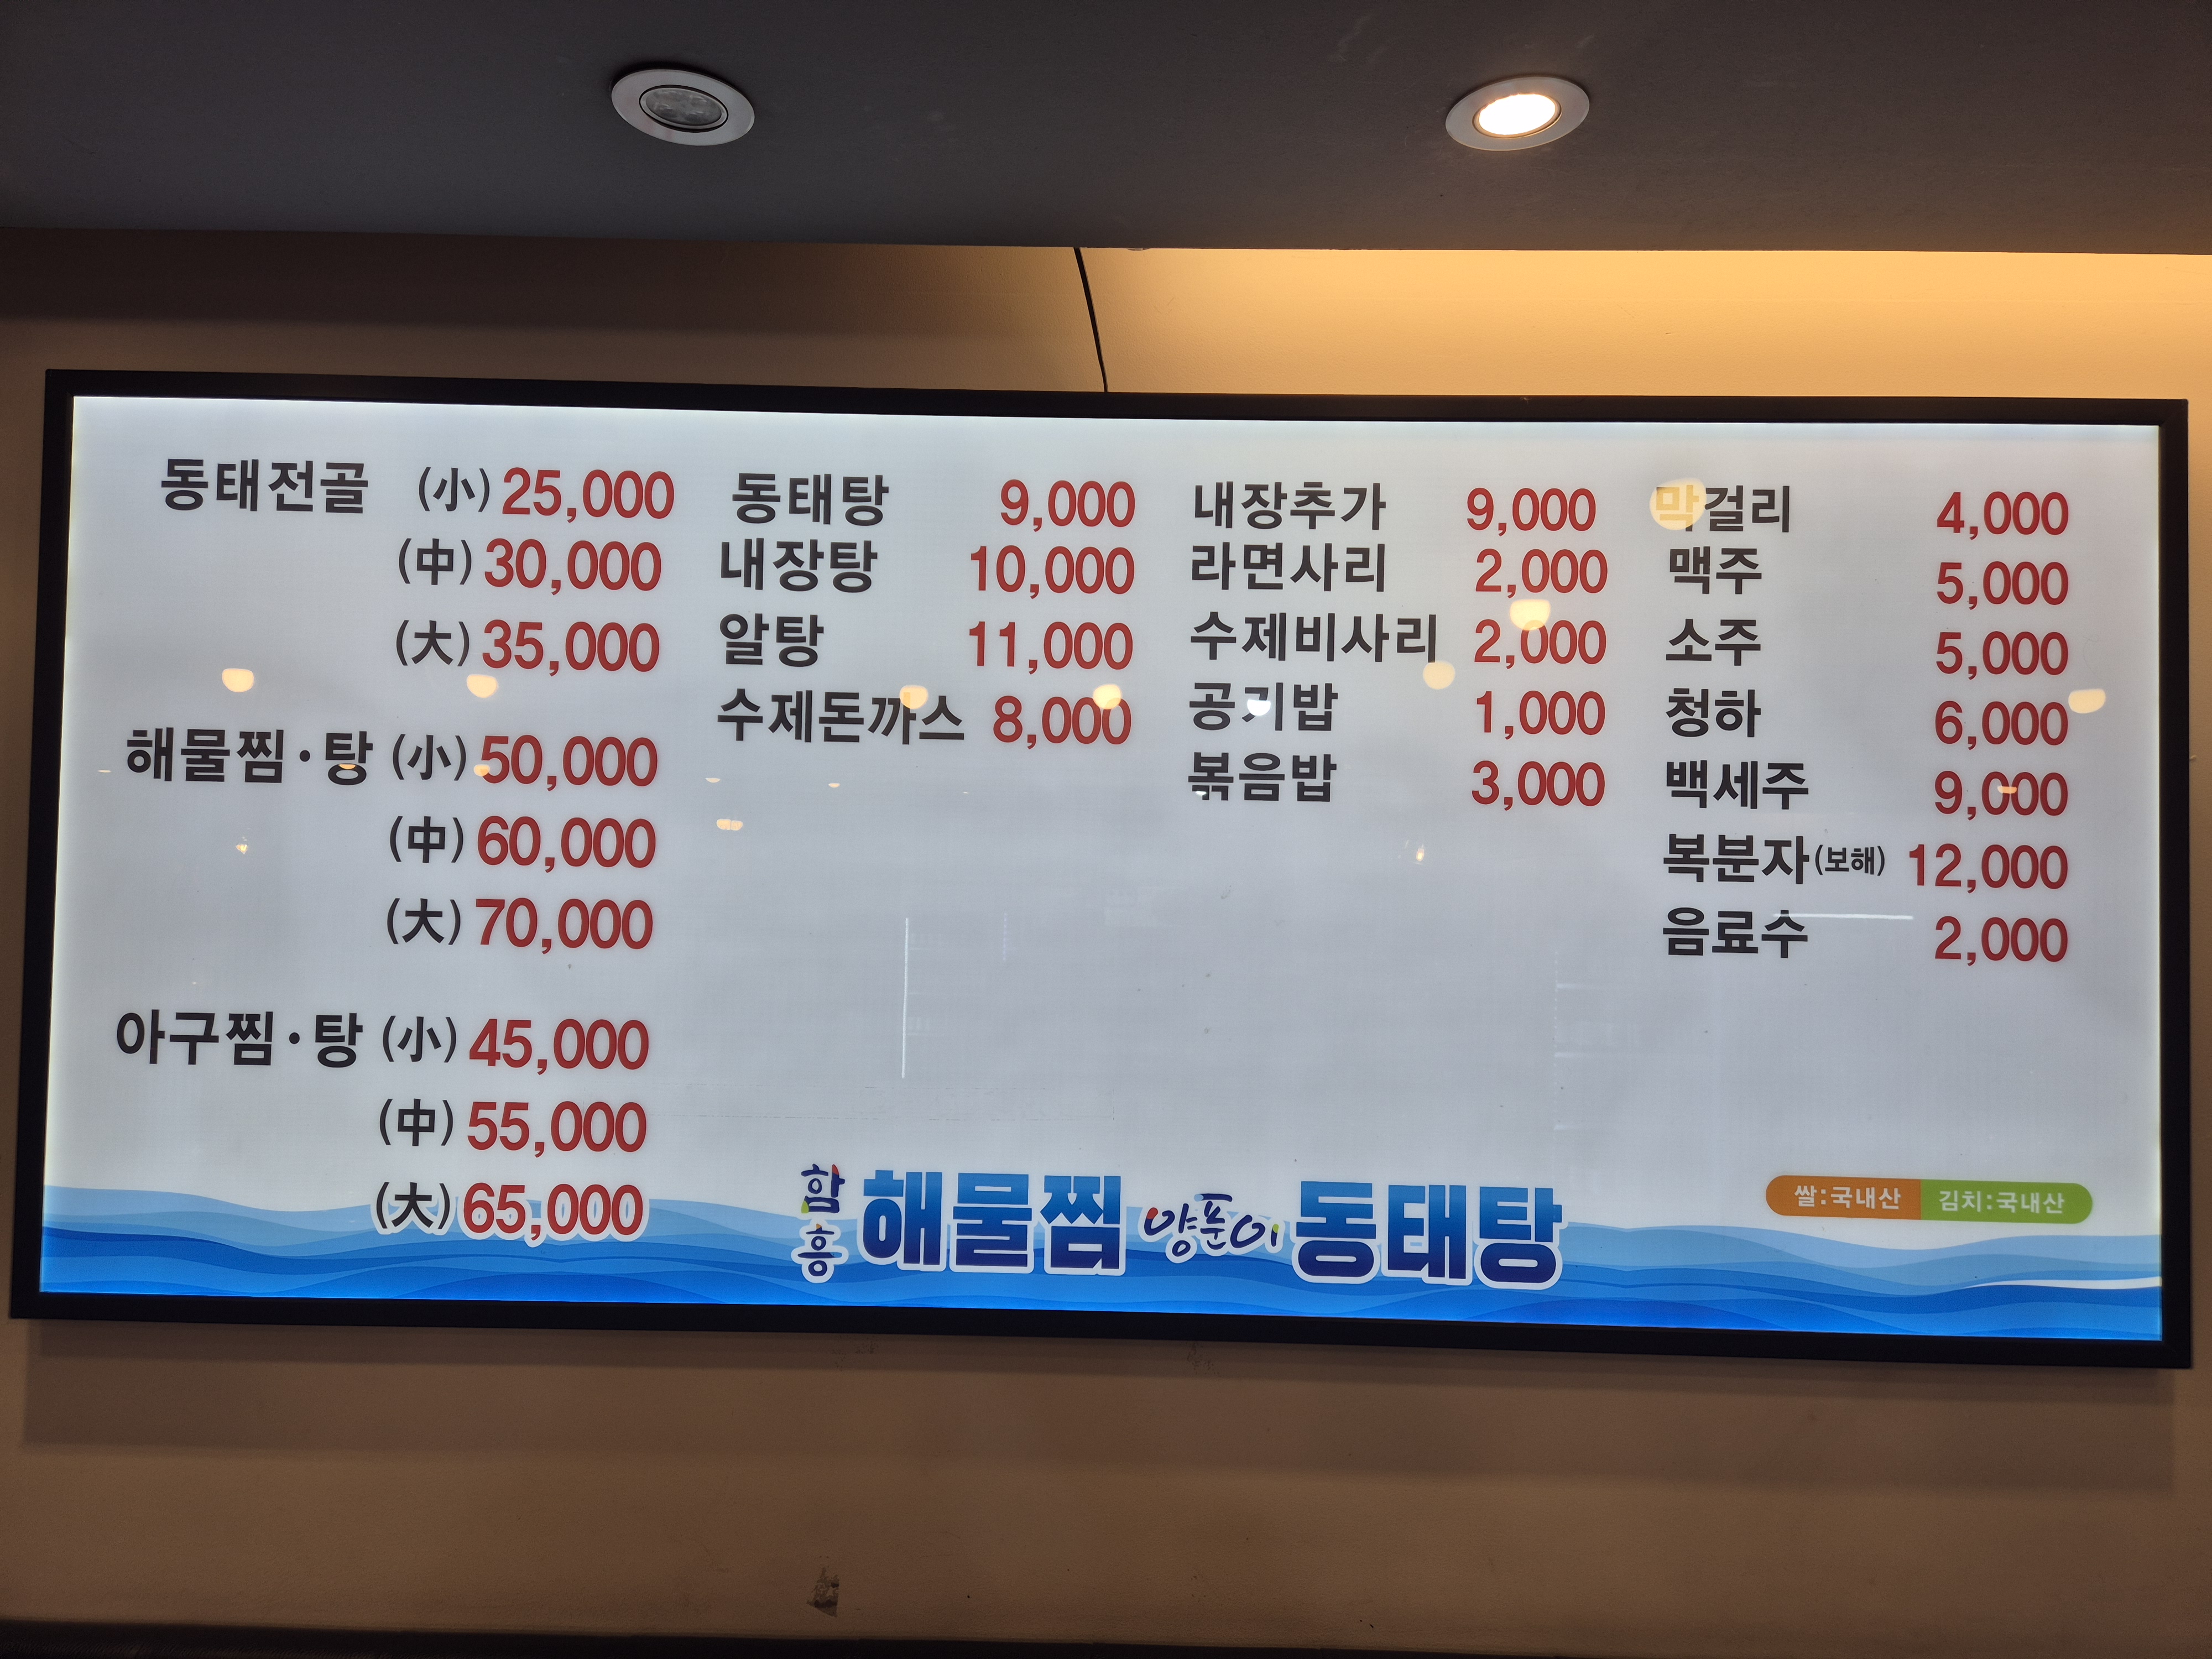 동태전골 (小) 25,000
(中) 30,000
(大) 35,000
해물찜·탕 (小) 50,000
(中) 60,000
(大) 70,000
아구찜·탕 (小) 45,000
(中) 55,000
(大) 65,000
동태탕 9,000
내장탕 10,000
알탕 11,000
수제돈까스 8,000
내장추가 9,000
라면사리 2,000
수제비사리 2,000
공기밥 1,000
볶음밥 3,000
막걸리 4,000
맥주 5,000
소주 5,000
청하 6,000
백세주 9,000
복분자(보해) 12,000
음료수 2,000
함흥 해물찜 양푼이 동태탕
쌀:국내산 김치:국내산